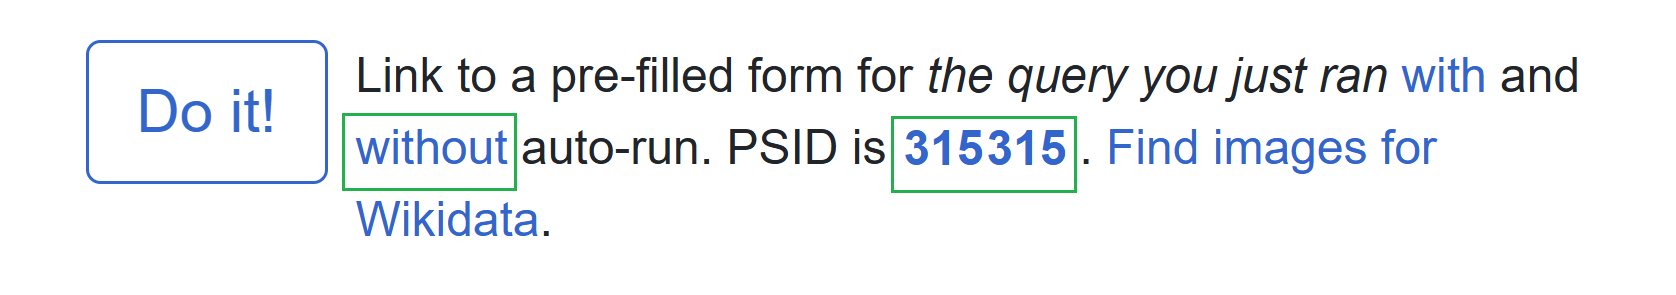 Do it!
Link to a pre-filled form for the query you just ran with and
without auto-run. PSID is 315315 . Find images for
Wikidata.